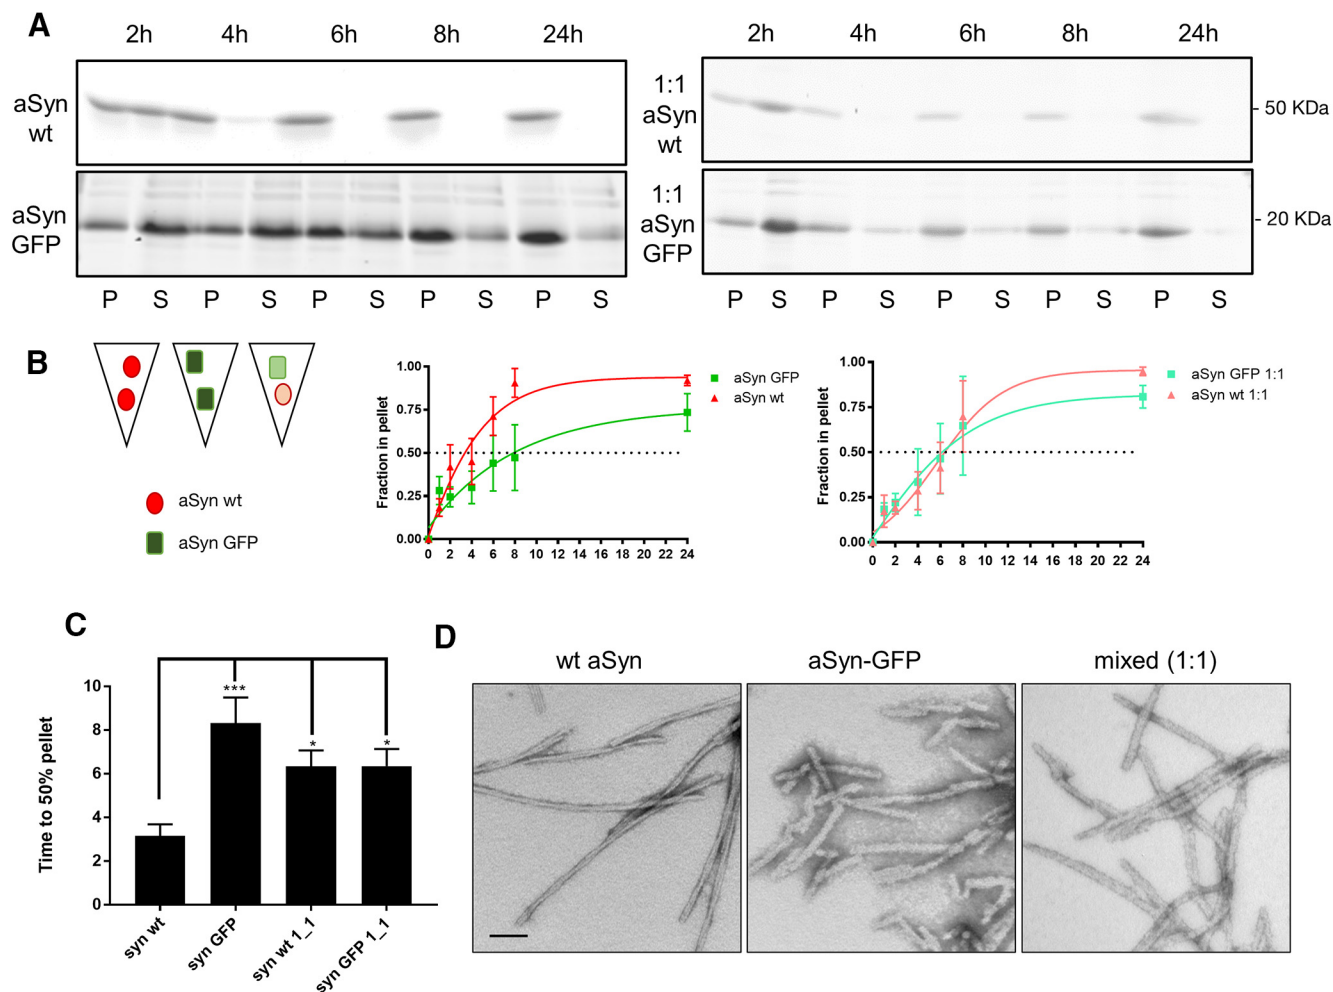 A
2h 4h 6h 8h 24h
2h 4h 6h 8h 24h
aSyn
wt
1:1
aSyn
wt
- 50 KDa
aSyn
GFP
1:1
aSyn
GFP
- 20 KDa
P S P S P S P S P S
P S P S P S P S P S
B
aSyn wt
aSyn GFP
Fraction in pellet
1.00
0.75
0.50
0.25
0.00
0 2 4 6 8 10 12 14 16 18 20 22 24
aSyn GFP
aSyn wt
Fraction in pellet
1.00
0.75
0.50
0.25
0.00
0 2 4 6 8 10 12 14 16 18 20 22 24
aSyn GFP 1:1
aSyn wt 1:1
C
Time to 50% pellet
10
8
6
4
2
0
***
*
*
syn wt
syn GFP
syn wt 1_1
syn GFP 1_1
D
wt aSyn
aSyn-GFP
mixed (1:1)